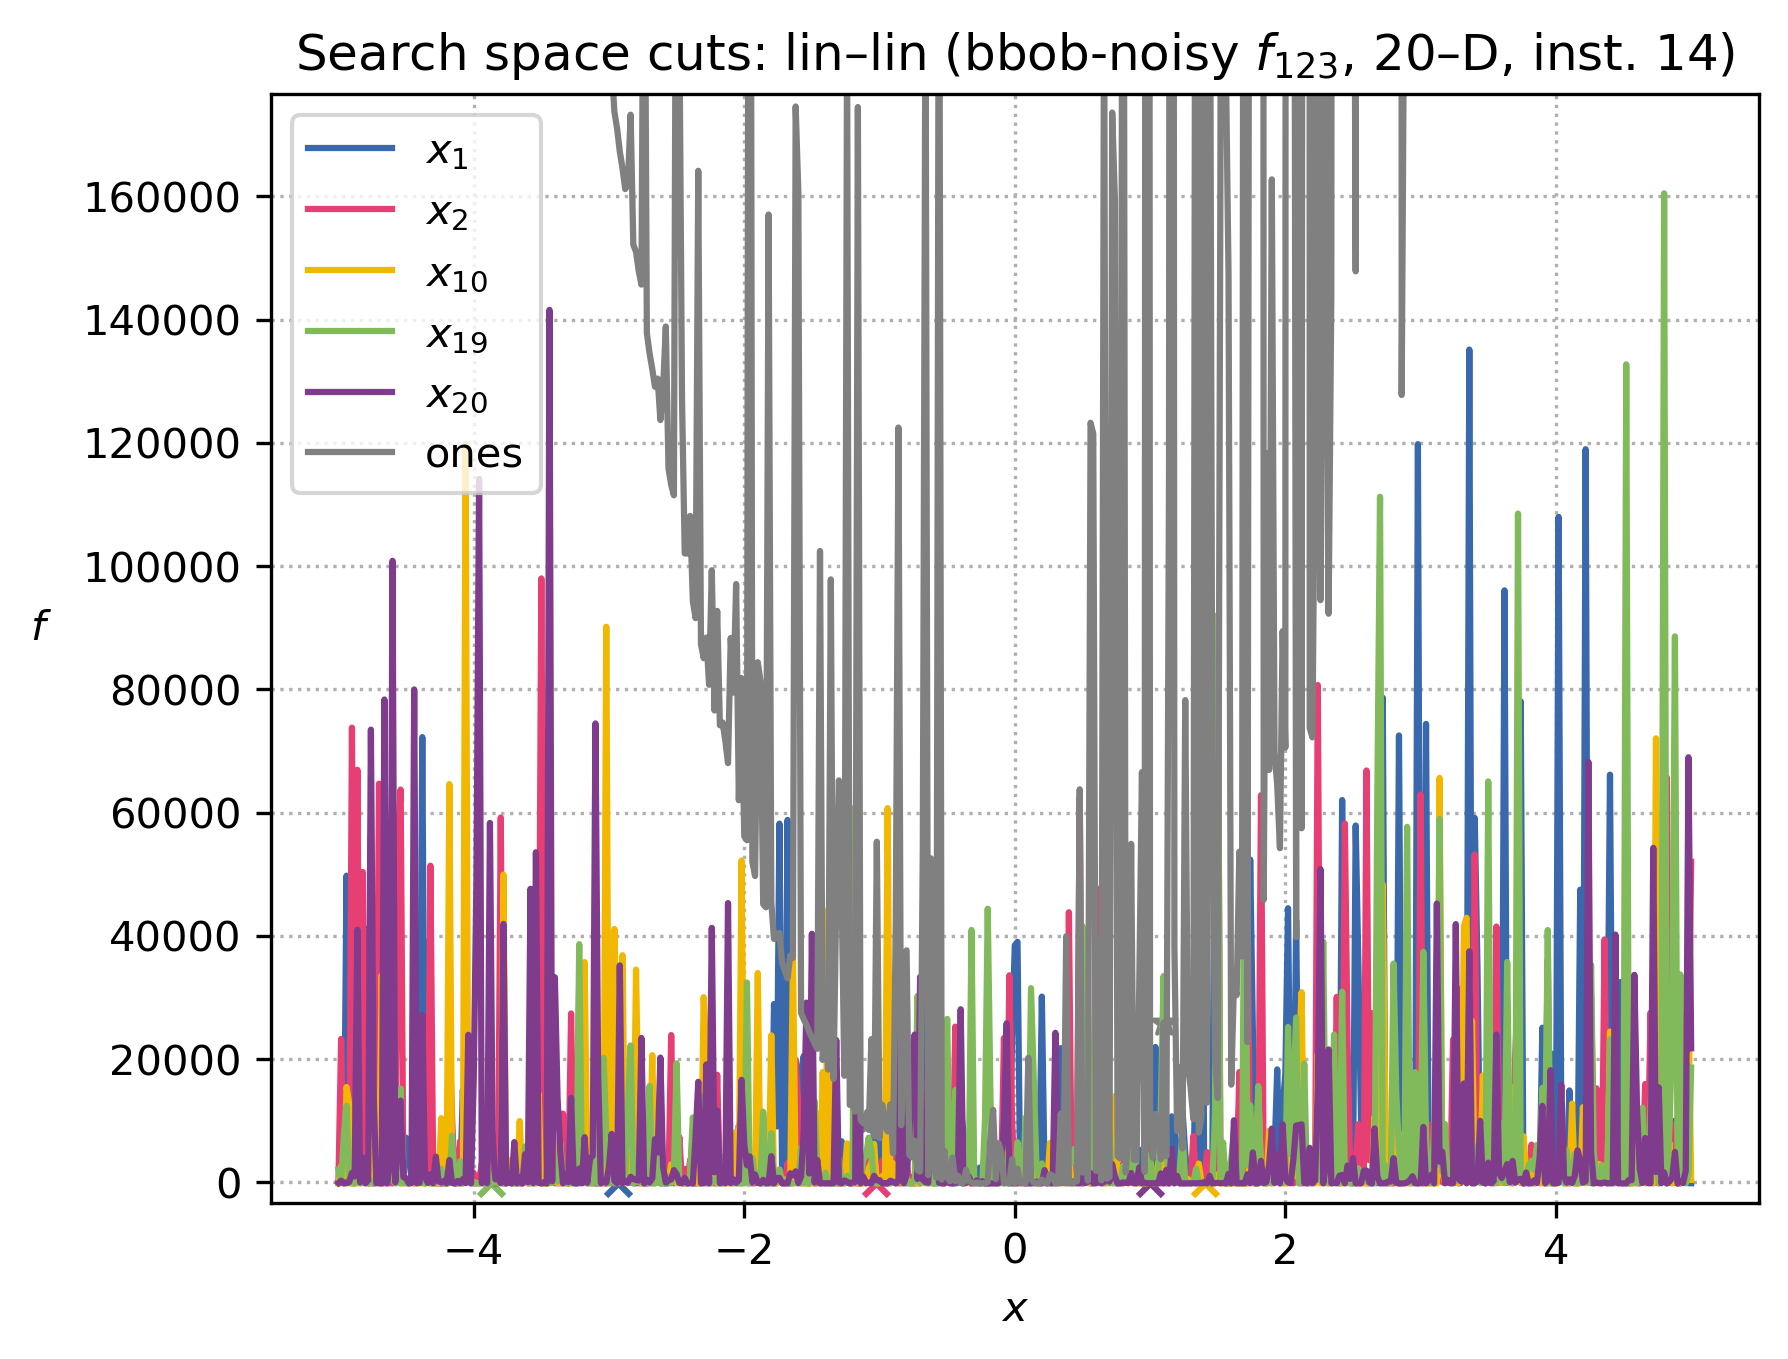 Search space cuts: lin–lin (bbob-noisy f123, 20–D, inst. 14)
x1
x2
x10
x19
x20
ones
160000
140000
120000
100000
80000
60000
40000
20000
0
f
−4
−2
0
2
4
x